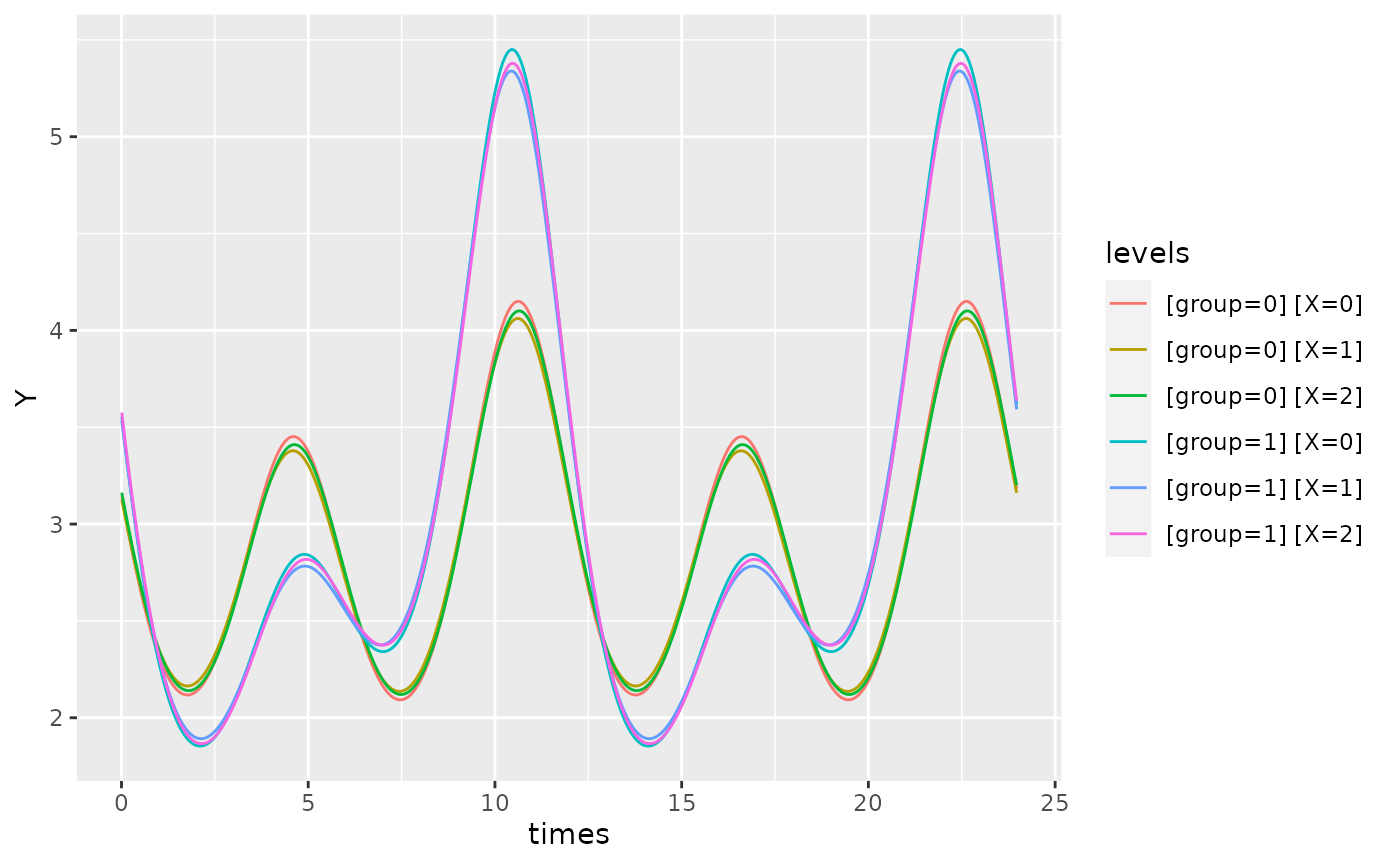 5
4
3
2
Y
0 5 10 15 20 25
times
levels
[group=0] [X=0]
[group=0] [X=1]
[group=0] [X=2]
[group=1] [X=0]
[group=1] [X=1]
[group=1] [X=2]